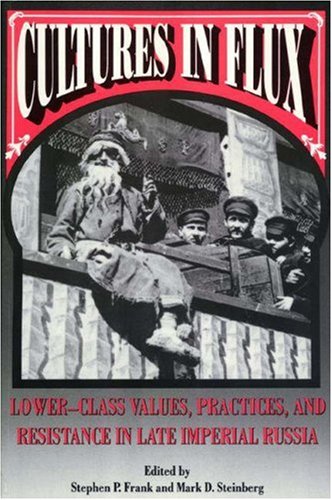 CULTURES IN FLUX
LOWER-CLASS VALUES, PRACTICES, AND
RESISTANCE IN LATE IMPERIAL RUSSIA
Edited by
Stephen P. Frank and Mark D. Steinberg